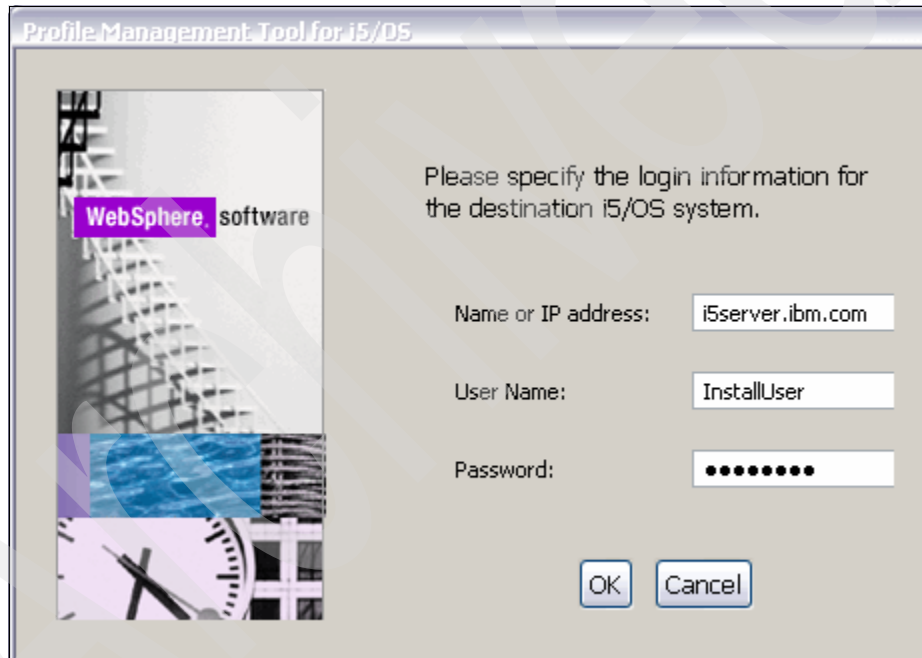 Profile Management Tool for i5/OS
WebSphere. software
Please specify the login information for
the destination i5/OS system.
Name or IP address: i5server.ibm.com
User Name: InstallUser
Password: ●●●●●●●●
OK Cancel